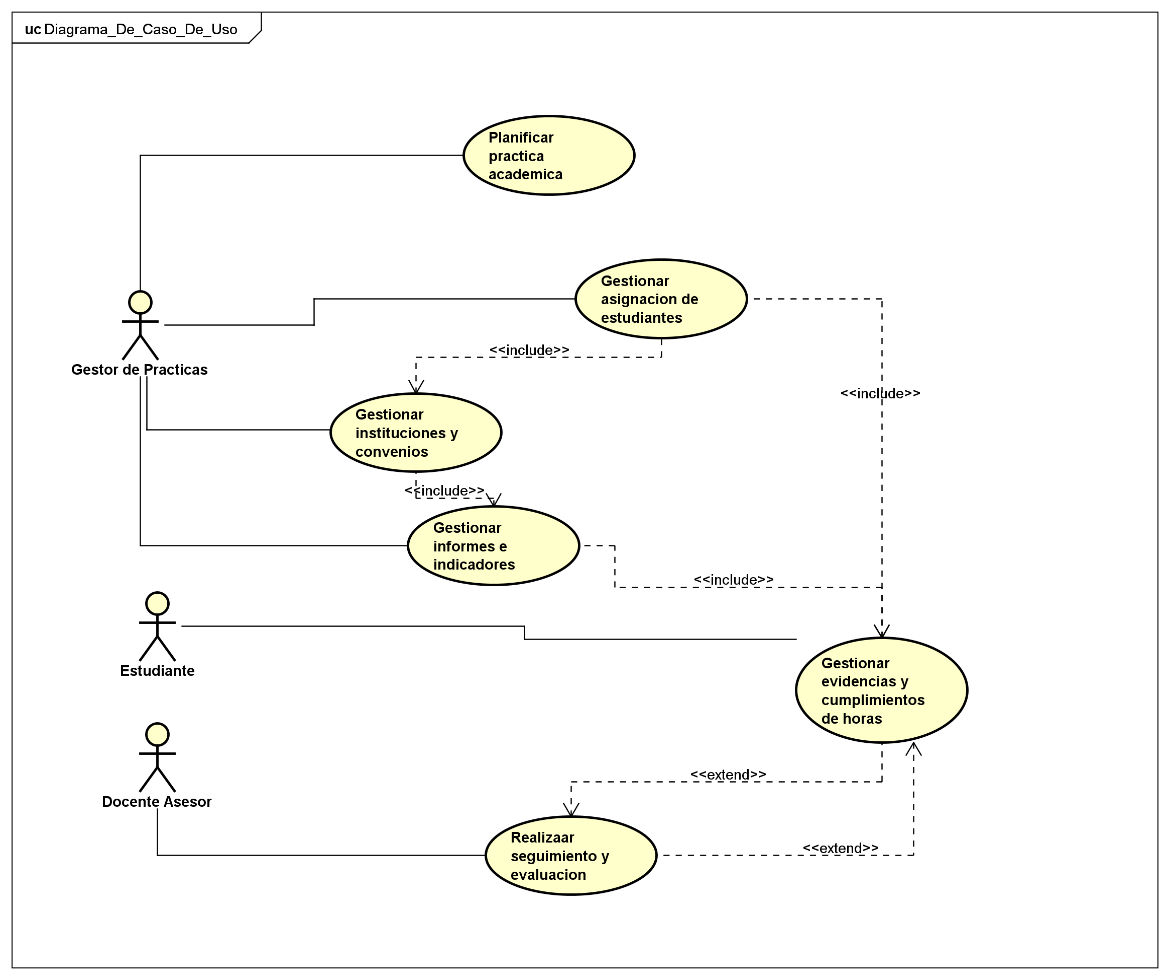 uc Diagrama_De_Caso_De_Uso
Planificar
practica
academica
Gestionar
asignacion de
estudiantes
<<include>>
Gestor de Practicas
<<include>>
Gestionar
instituciones y
convenios
<<include>>
Gestionar
informes e
indicadores
<<include>>
Estudiante
Gestionar
evidencias y
cumplimientos
de horas
<<extend>>
Docente Asesor
Realizaar
seguimiento y
evaluacion
<<extend>>